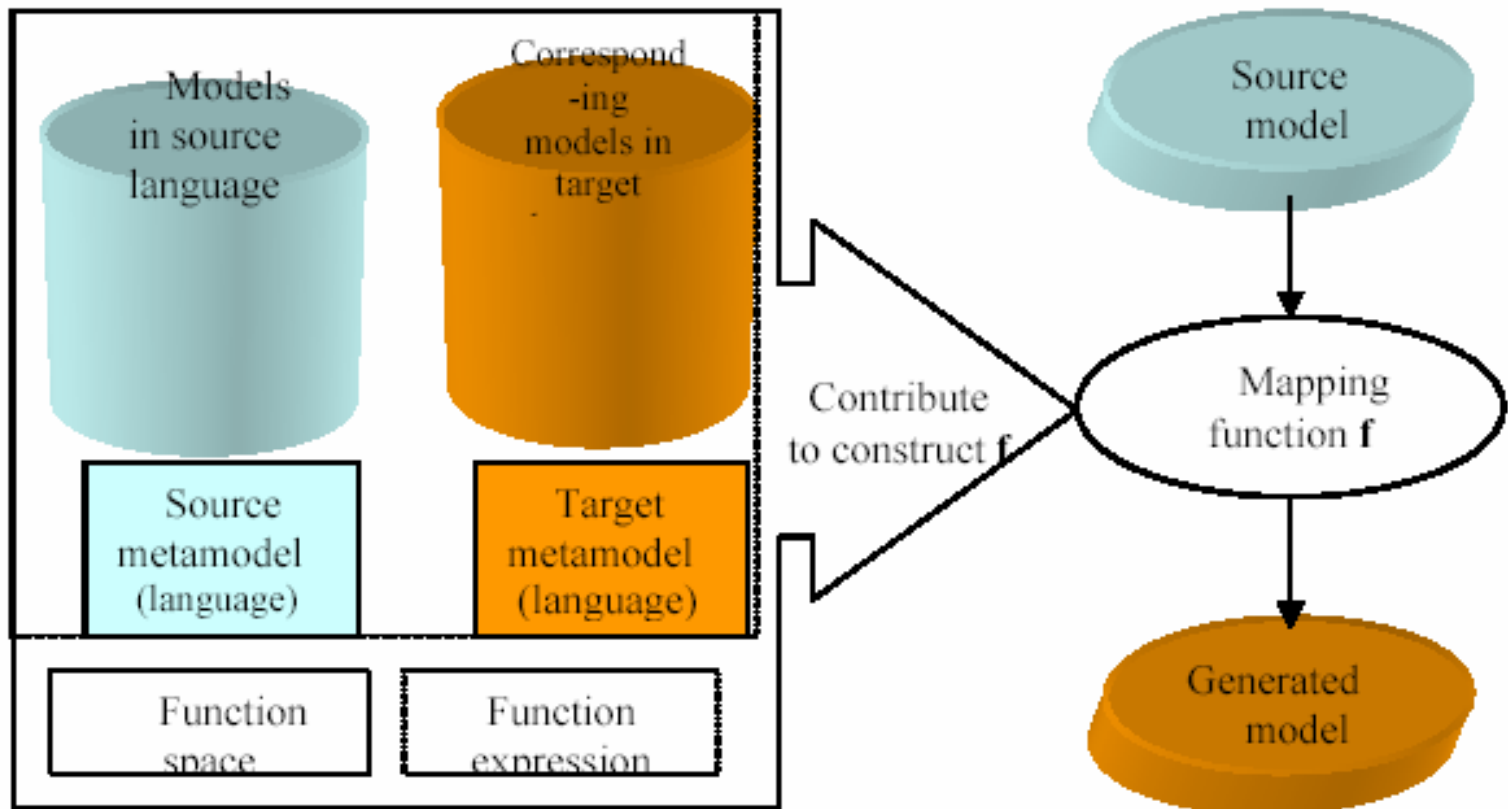 Models
in source
language
Correspond
-ing
models in
target
-
Source
metamodel
(language)
Target
metamodel
(language)
Function
space
Function
expression
Contribute
to construct f
Source
model
Mapping
function f
Generated
model